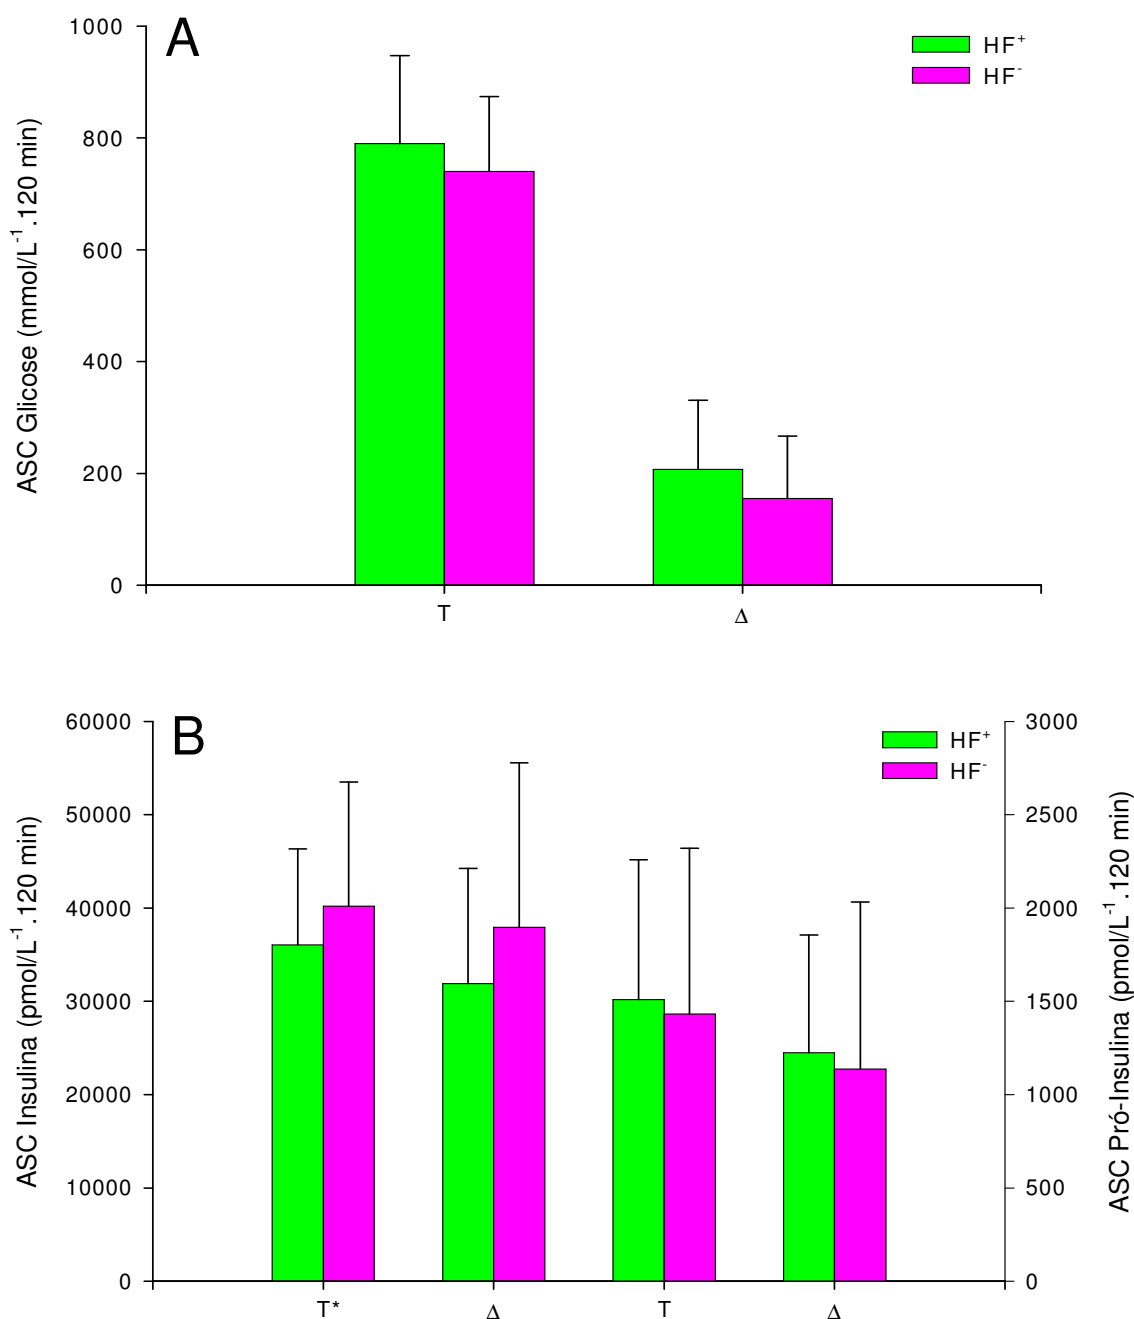 A
1000
800
600
400
200
0
ASC Glicose (mmol/L⁻¹.120 min)
HF⁺
HF⁻
T
Δ
B
60000
50000
40000
30000
20000
10000
0
ASC Insulina (pmol/L⁻¹.120 min)
HF⁺
HF⁻
3000
2500
2000
1500
1000
500
0
ASC Pró-Insulina (pmol/L⁻¹.120 min)
T*
Δ
T
Δ